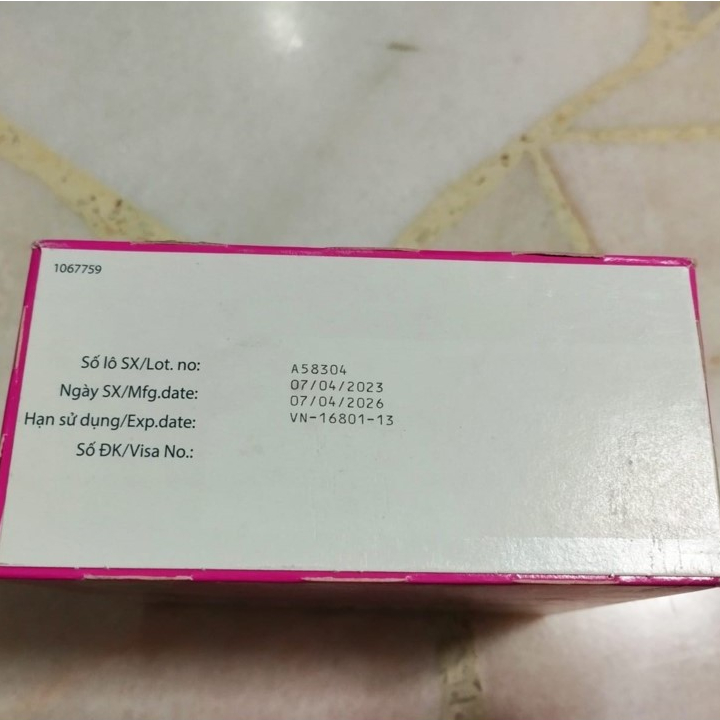 1067759
Số lô SX/Lot. no: A58304
Ngày SX/Mfg.date: 07/04/2023
Hạn sử dụng/Exp.date: 07/04/2026
Số ĐK/Visa No.: VN-16801-13